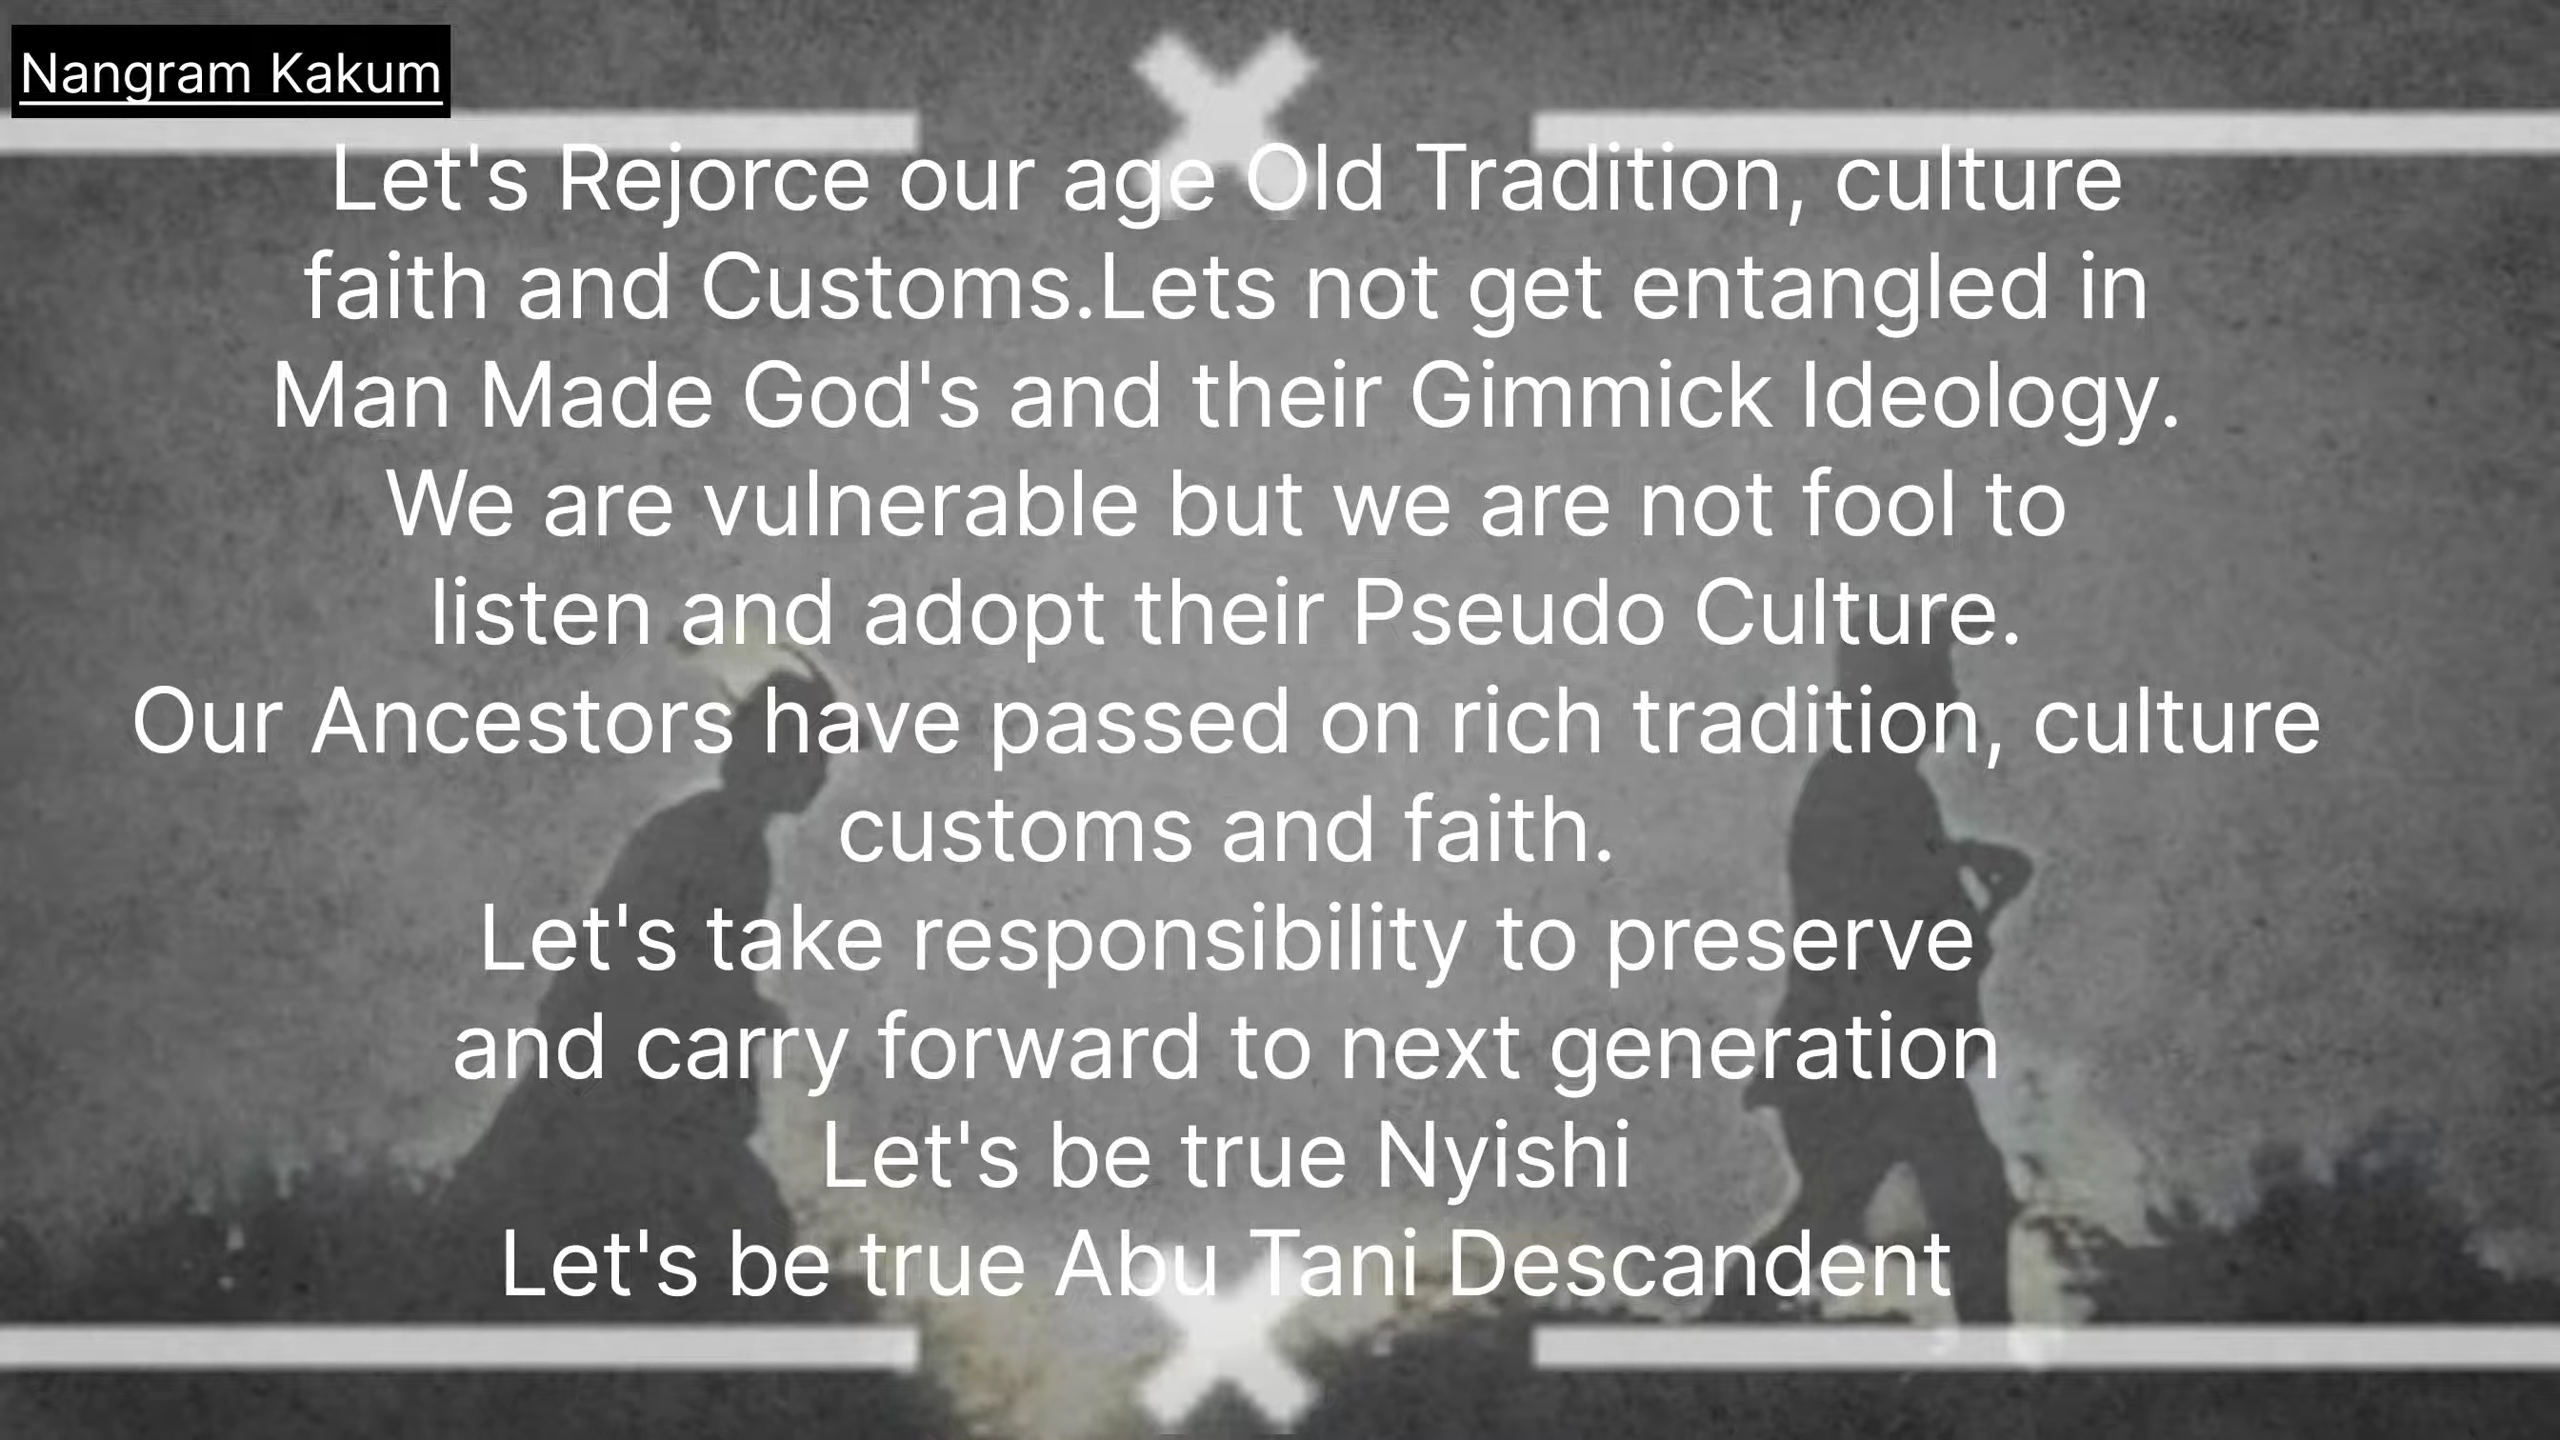 Nangram Kakum
Let's Rejorce our age Old Tradition, culture
faith and Customs.Lets not get entangled in
Man Made God's and their Gimmick Ideology.
We are vulnerable but we are not fool to
listen and adopt their Pseudo Culture.
Our Ancestors have passed on rich tradition, culture
customs and faith.
Let's take responsibility to preserve
and carry forward to next generation
Let's be true Nyishi
Let's be true Abu Tani Descandent